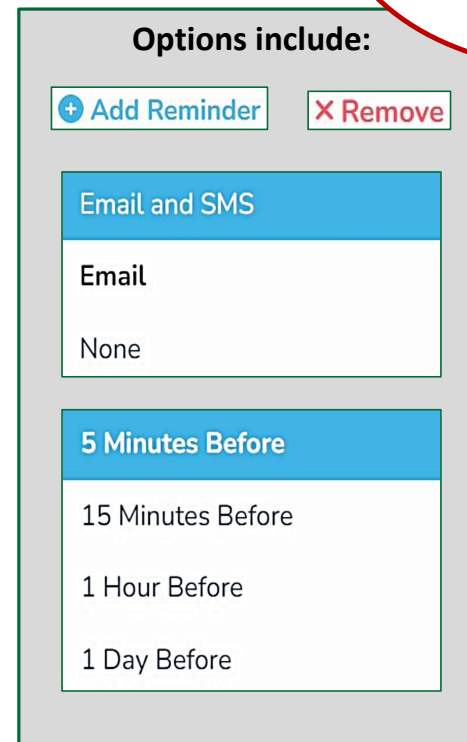 Options include:
Add Reminder × Remove
Email and SMS
Email
None
5 Minutes Before
15 Minutes Before
1 Hour Before
1 Day Before